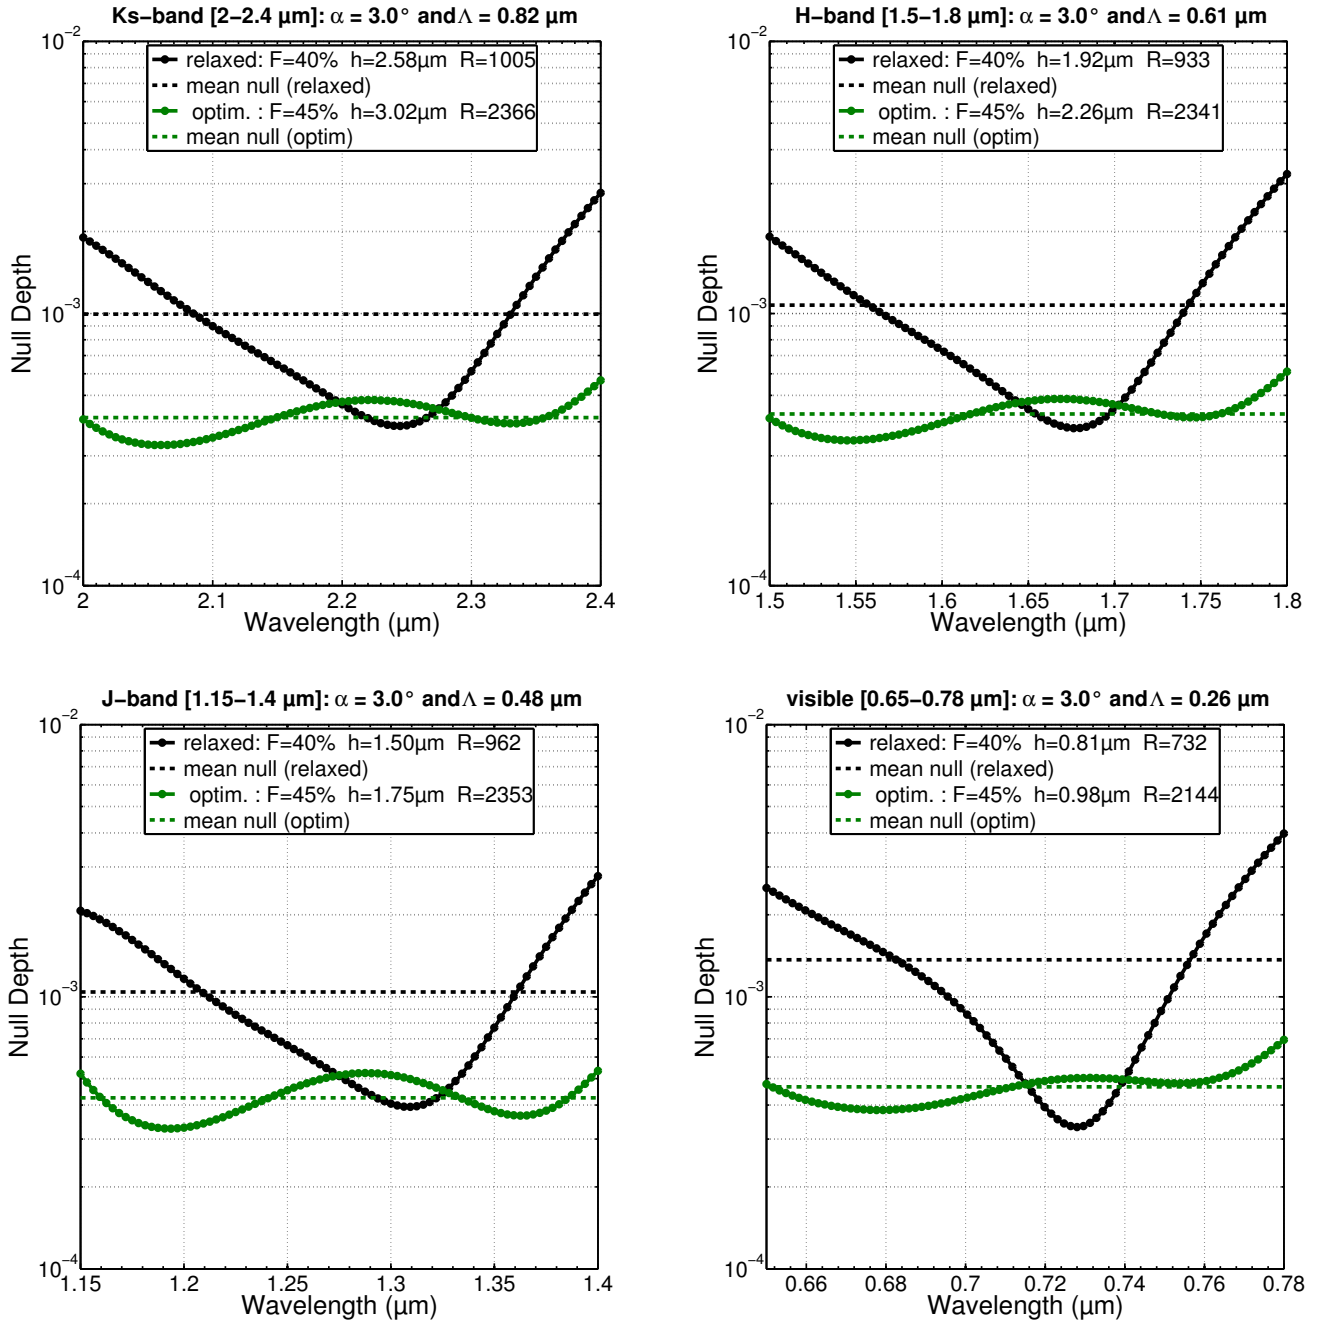 Ks−band [2−2.4 µm]: α = 3.0° and Λ = 0.82 µm
10−2
relaxed: F=40% h=2.58µm R=1005
mean null (relaxed)
optim. : F=45% h=3.02µm R=2366
mean null (optim)
Null Depth
10−3
10−4
2 2.1 2.2 2.3 2.4
Wavelength (µm)
H−band [1.5−1.8 µm]: α = 3.0° and Λ = 0.61 µm
10−2
relaxed: F=40% h=1.92µm R=933
mean null (relaxed)
optim. : F=45% h=2.26µm R=2341
mean null (optim)
Null Depth
10−3
10−4
1.5 1.55 1.6 1.65 1.7 1.75 1.8
Wavelength (µm)
J−band [1.15−1.4 µm]: α = 3.0° and Λ = 0.48 µm
10−2
relaxed: F=40% h=1.50µm R=962
mean null (relaxed)
optim. : F=45% h=1.75µm R=2353
mean null (optim)
Null Depth
10−3
10−4
1.15 1.2 1.25 1.3 1.35 1.4
Wavelength (µm)
visible [0.65−0.78 µm]: α = 3.0° and Λ = 0.26 µm
10−2
relaxed: F=40% h=0.81µm R=732
mean null (relaxed)
optim. : F=45% h=0.98µm R=2144
mean null (optim)
Null Depth
10−3
10−4
0.66 0.68 0.7 0.72 0.74 0.76 0.78
Wavelength (µm)